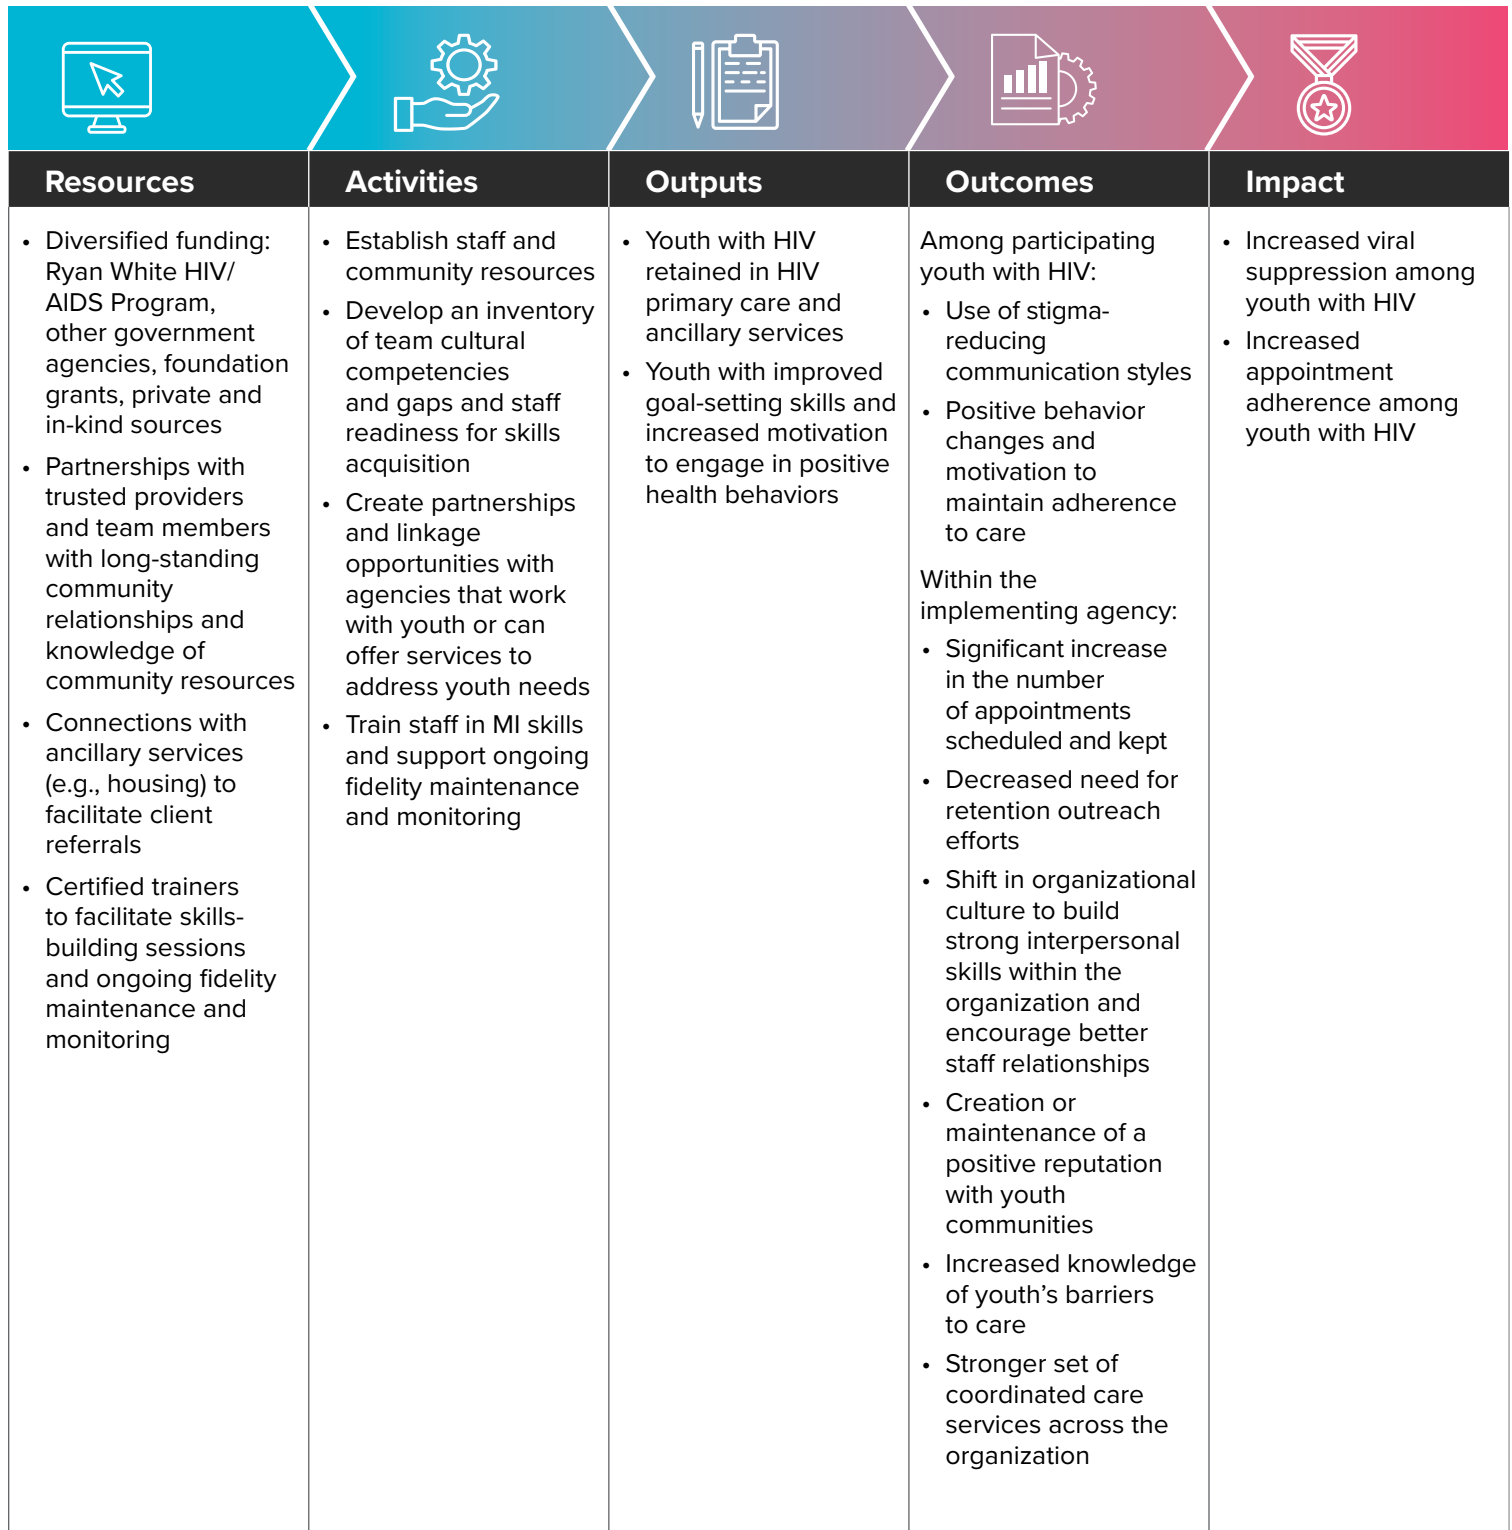 Resources
Activities
Outputs
Outcomes
Impact
• Diversified funding:
Ryan White HIV/
AIDS Program,
other government
agencies, foundation
grants, private and
in-kind sources
• Partnerships with
trusted providers
and team members
with long-standing
community
relationships and
knowledge of
community resources
• Connections with
ancillary services
(e.g., housing) to
facilitate client
referrals
• Certified trainers
to facilitate skills-
building sessions
and ongoing fidelity
maintenance and
monitoring
• Establish staff and
community resources
• Develop an inventory
of team cultural
competencies
and gaps and staff
readiness for skills
acquisition
• Create partnerships
and linkage
opportunities with
agencies that work
with youth or can
offer services to
address youth needs
• Train staff in MI skills
and support ongoing
fidelity maintenance
and monitoring
• Youth with HIV
retained in HIV
primary care and
ancillary services
• Youth with improved
goal-setting skills and
increased motivation
to engage in positive
health behaviors
Among participating
youth with HIV:
• Use of stigma-
reducing
communication styles
• Positive behavior
changes and
motivation to
maintain adherence
to care
Within the
implementing agency:
• Significant increase
in the number
of appointments
scheduled and kept
• Decreased need for
retention outreach
efforts
• Shift in organizational
culture to build
strong interpersonal
skills within the
organization and
encourage better
staff relationships
• Creation or
maintenance of a
positive reputation
with youth
communities
• Increased knowledge
of youth’s barriers
to care
• Stronger set of
coordinated care
services across the
organization
• Increased viral
suppression among
youth with HIV
• Increased
appointment
adherence among
youth with HIV